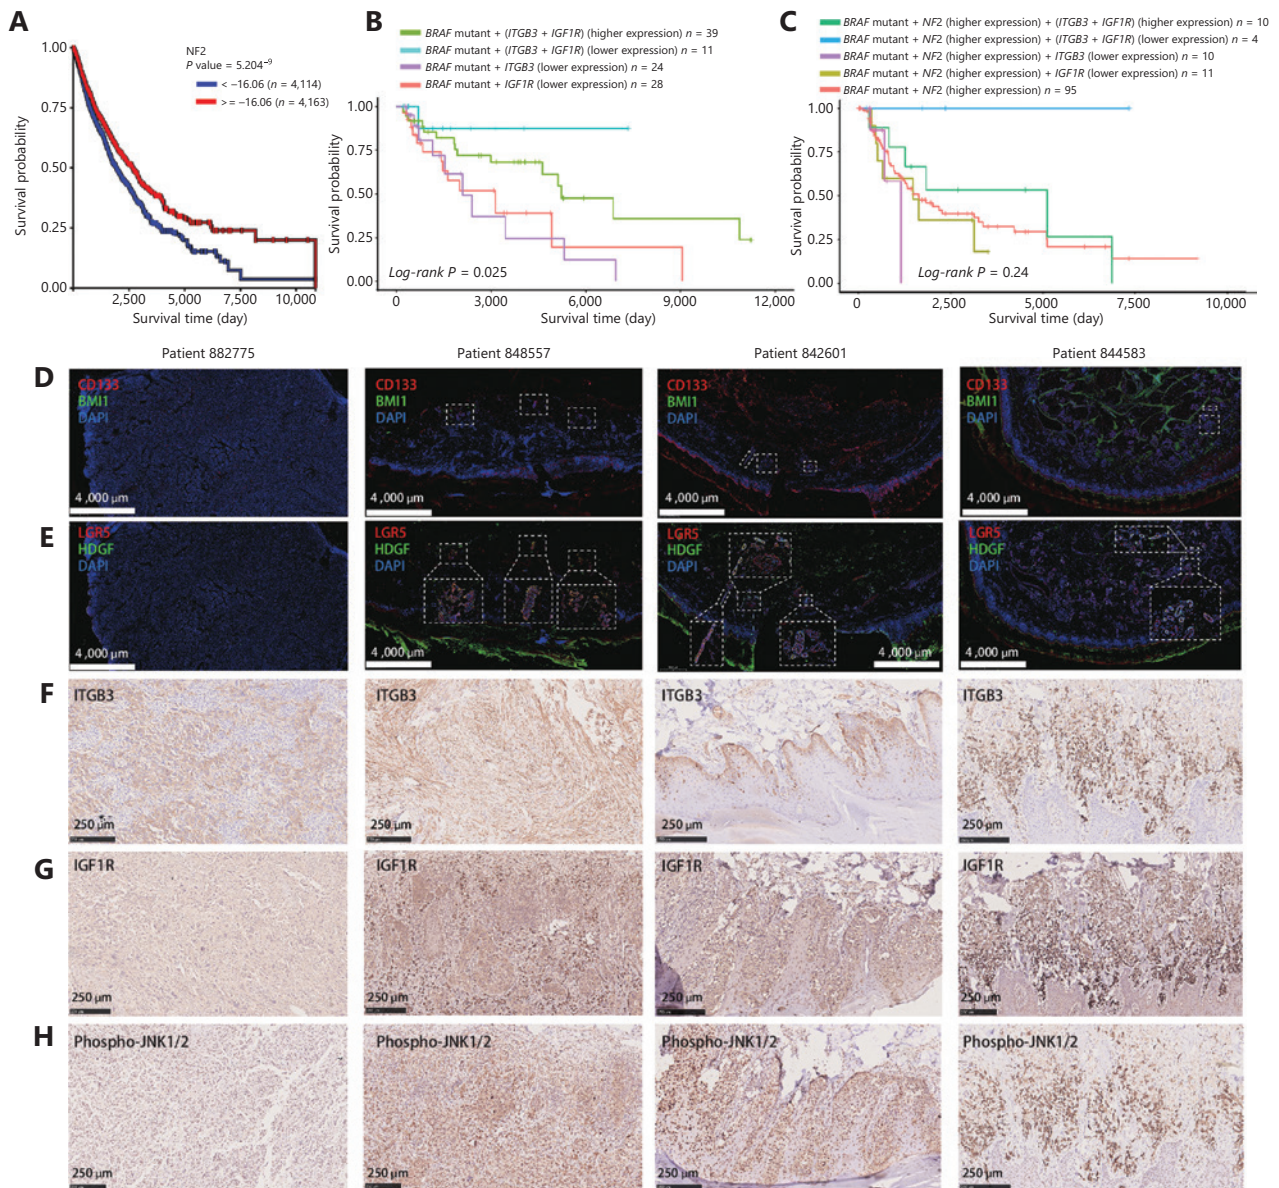 A
NF2
P value = 5.204⁻⁹
< −16.06 (n = 4,114)
>= −16.06 (n = 4,163)
Survival probability
1.00
0.75
0.50
0.25
0.00
2,500
5,000
7,500
10,000
Survival time (day)
B
BRAF mutant + (ITGB3 + IGF1R) (higher expression) n = 39
BRAF mutant + (ITGB3 + IGF1R) (lower expression) n = 11
BRAF mutant + ITGB3 (lower expression) n = 24
BRAF mutant + IGF1R (lower expression) n = 28
Survival probability
1.00
0.75
0.50
0.25
0.00
Log-rank P = 0.025
0
3,000
6,000
9,000
12,000
Survival time (day)
C
BRAF mutant + NF2 (higher expression) + (ITGB3 + IGF1R) (higher expression) n = 10
BRAF mutant + NF2 (higher expression) + (ITGB3 + IGF1R) (lower expression) n = 4
BRAF mutant + NF2 (higher expression) + ITGB3 (lower expression) n = 10
BRAF mutant + NF2 (higher expression) + IGF1R (lower expression) n = 11
BRAF mutant + NF2 (higher expression) n = 95
Survival probability
1.00
0.75
0.50
0.25
0.00
Log-rank P = 0.24
0
2,500
5,000
7,500
10,000
Survival time (day)
Patient 882775
Patient 848557
Patient 842601
Patient 844583
D
CD133
BMI1
DAPI
4,000 μm
CD133
BMI1
DAPI
4,000 μm
CD133
BMI1
DAPI
4,000 μm
CD133
BMI1
DAPI
4,000 μm
E
LGR5
HDGF
DAPI
4,000 μm
LGR5
HDGF
DAPI
4,000 μm
LGR5
HDGF
DAPI
4,000 μm
LGR5
HDGF
DAPI
4,000 μm
F
ITGB3
250 μm
ITGB3
250 μm
ITGB3
250 μm
ITGB3
250 μm
G
IGF1R
250 μm
IGF1R
250 μm
IGF1R
250 μm
IGF1R
250 μm
H
Phospho-JNK1/2
250 μm
Phospho-JNK1/2
250 μm
Phospho-JNK1/2
250 μm
Phospho-JNK1/2
250 μm